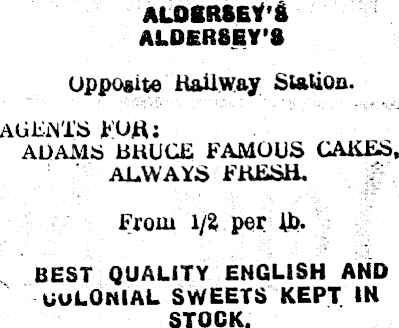 ALDERSEY'S
ALDERSEY'S
Opposite Railway Station.
AGENTS FOR:
ADAMS BRUCE FAMOUS CAKES,
ALWAYS FRESH.
From 1/2 per lb.
BEST QUALITY ENGLISH AND
COLONIAL SWEETS KEPT IN
STOCK.